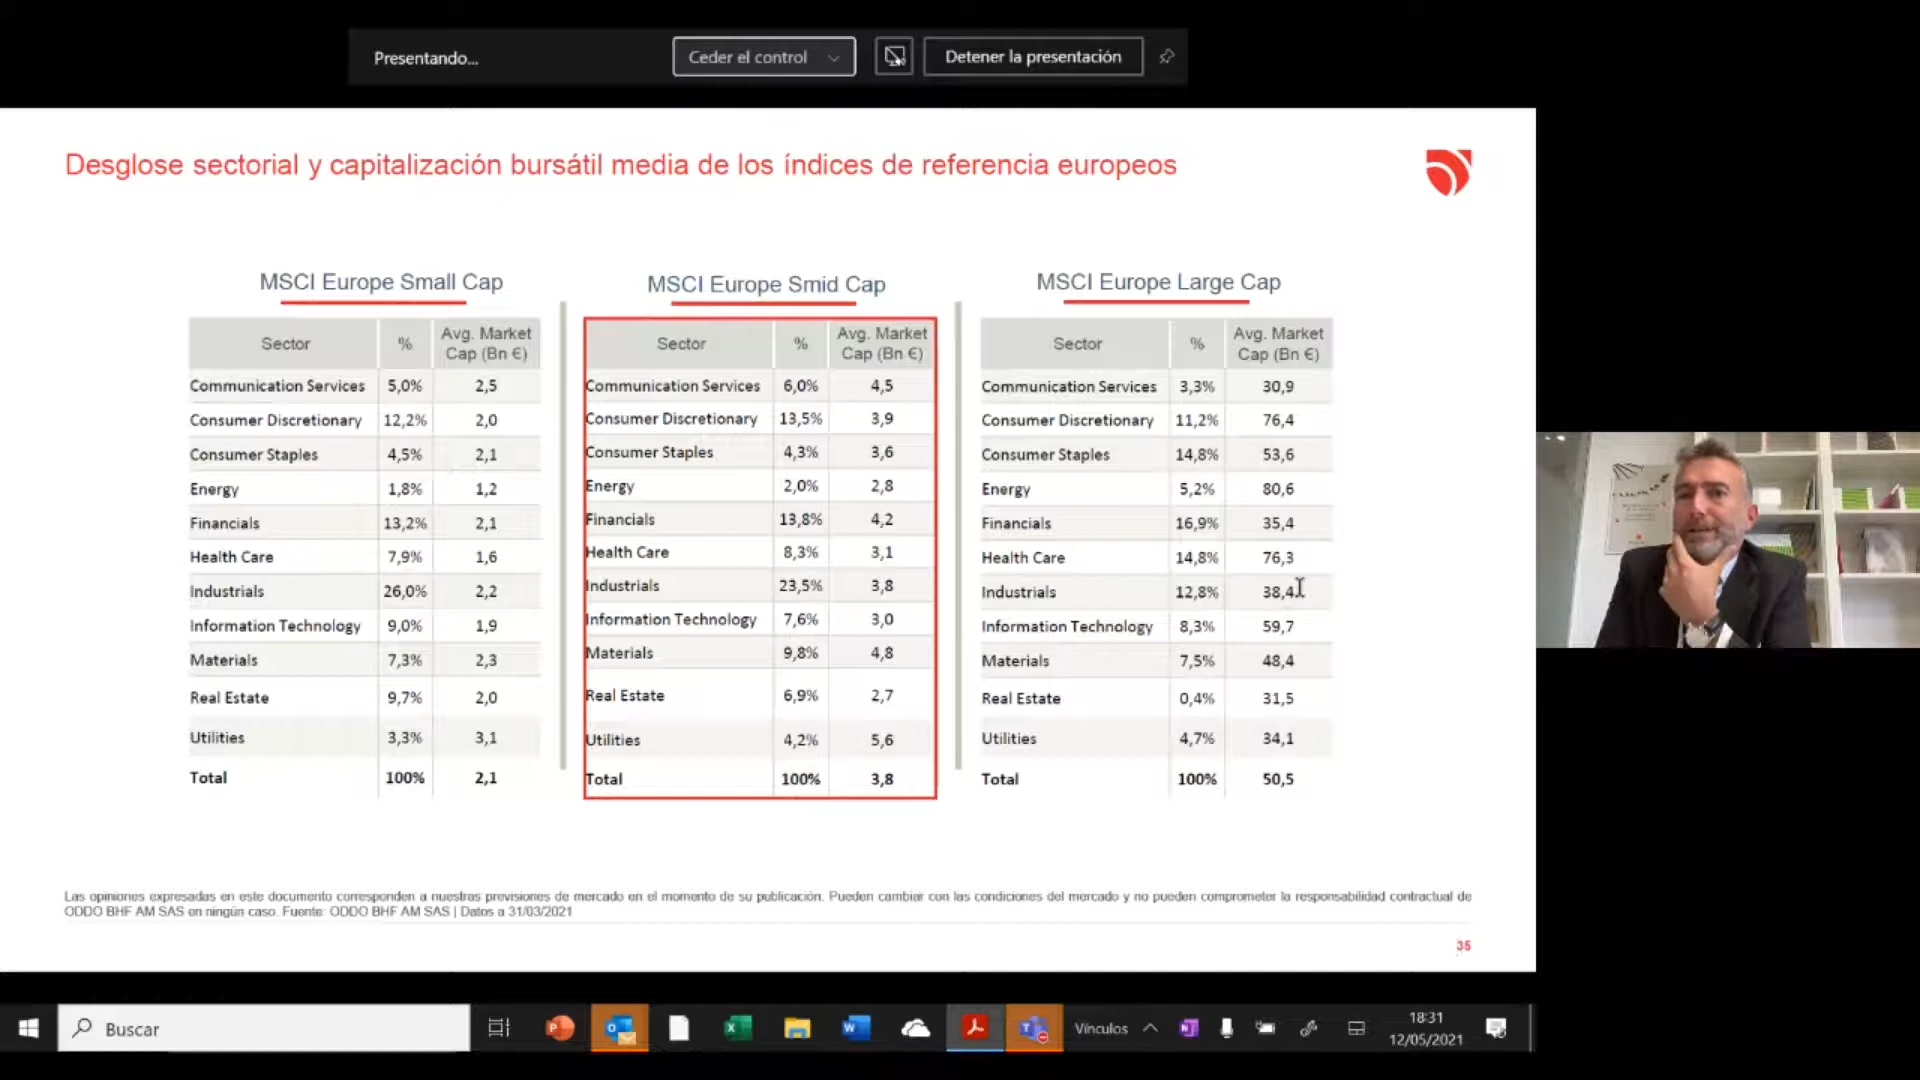 Presentando...
Ceder el control
Detener la presentación
Desglose sectorial y capitalización bursátil media de los índices de referencia europeos
MSCI Europe Small Cap
Sector % Avg. Market Cap (Bn €)
Communication Services 5,0% 2,5
Consumer Discretionary 12,2% 2,0
Consumer Staples 4,5% 2,1
Energy 1,8% 1,2
Financials 13,2% 2,1
Health Care 7,9% 1,6
Industrials 26,0% 2,2
Information Technology 9,0% 1,9
Materials 7,3% 2,3
Real Estate 9,7% 2,0
Utilities 3,3% 3,1
Total 100% 2,1
MSCI Europe Smid Cap
Sector % Avg. Market Cap (Bn €)
Communication Services 6,0% 4,5
Consumer Discretionary 13,5% 3,9
Consumer Staples 4,3% 3,6
Energy 2,0% 2,8
Financials 13,8% 4,2
Health Care 8,3% 3,1
Industrials 23,5% 3,8
Information Technology 7,6% 3,0
Materials 9,8% 4,8
Real Estate 6,9% 2,7
Utilities 4,2% 5,6
Total 100% 3,8
MSCI Europe Large Cap
Sector % Avg. Market Cap (Bn €)
Communication Services 3,3% 30,9
Consumer Discretionary 11,2% 76,4
Consumer Staples 14,8% 53,6
Energy 5,2% 80,6
Financials 16,9% 35,4
Health Care 14,8% 76,3
Industrials 12,8% 38,4
Information Technology 8,3% 59,7
Materials 7,5% 48,4
Real Estate 0,4% 31,5
Utilities 4,7% 34,1
Total 100% 50,5
Las opiniones expresadas en este documento corresponden a nuestras previsiones de mercado en el momento de su publicación. Pueden cambiar con las condiciones del mercado y no pueden comprometer la responsabilidad contractual de
ODDO BHF AM SAS en ningún caso. Fuente: ODDO BHF AM SAS | Datos a 31/03/2021
35
Buscar
Vínculos
18:31
12/05/2021